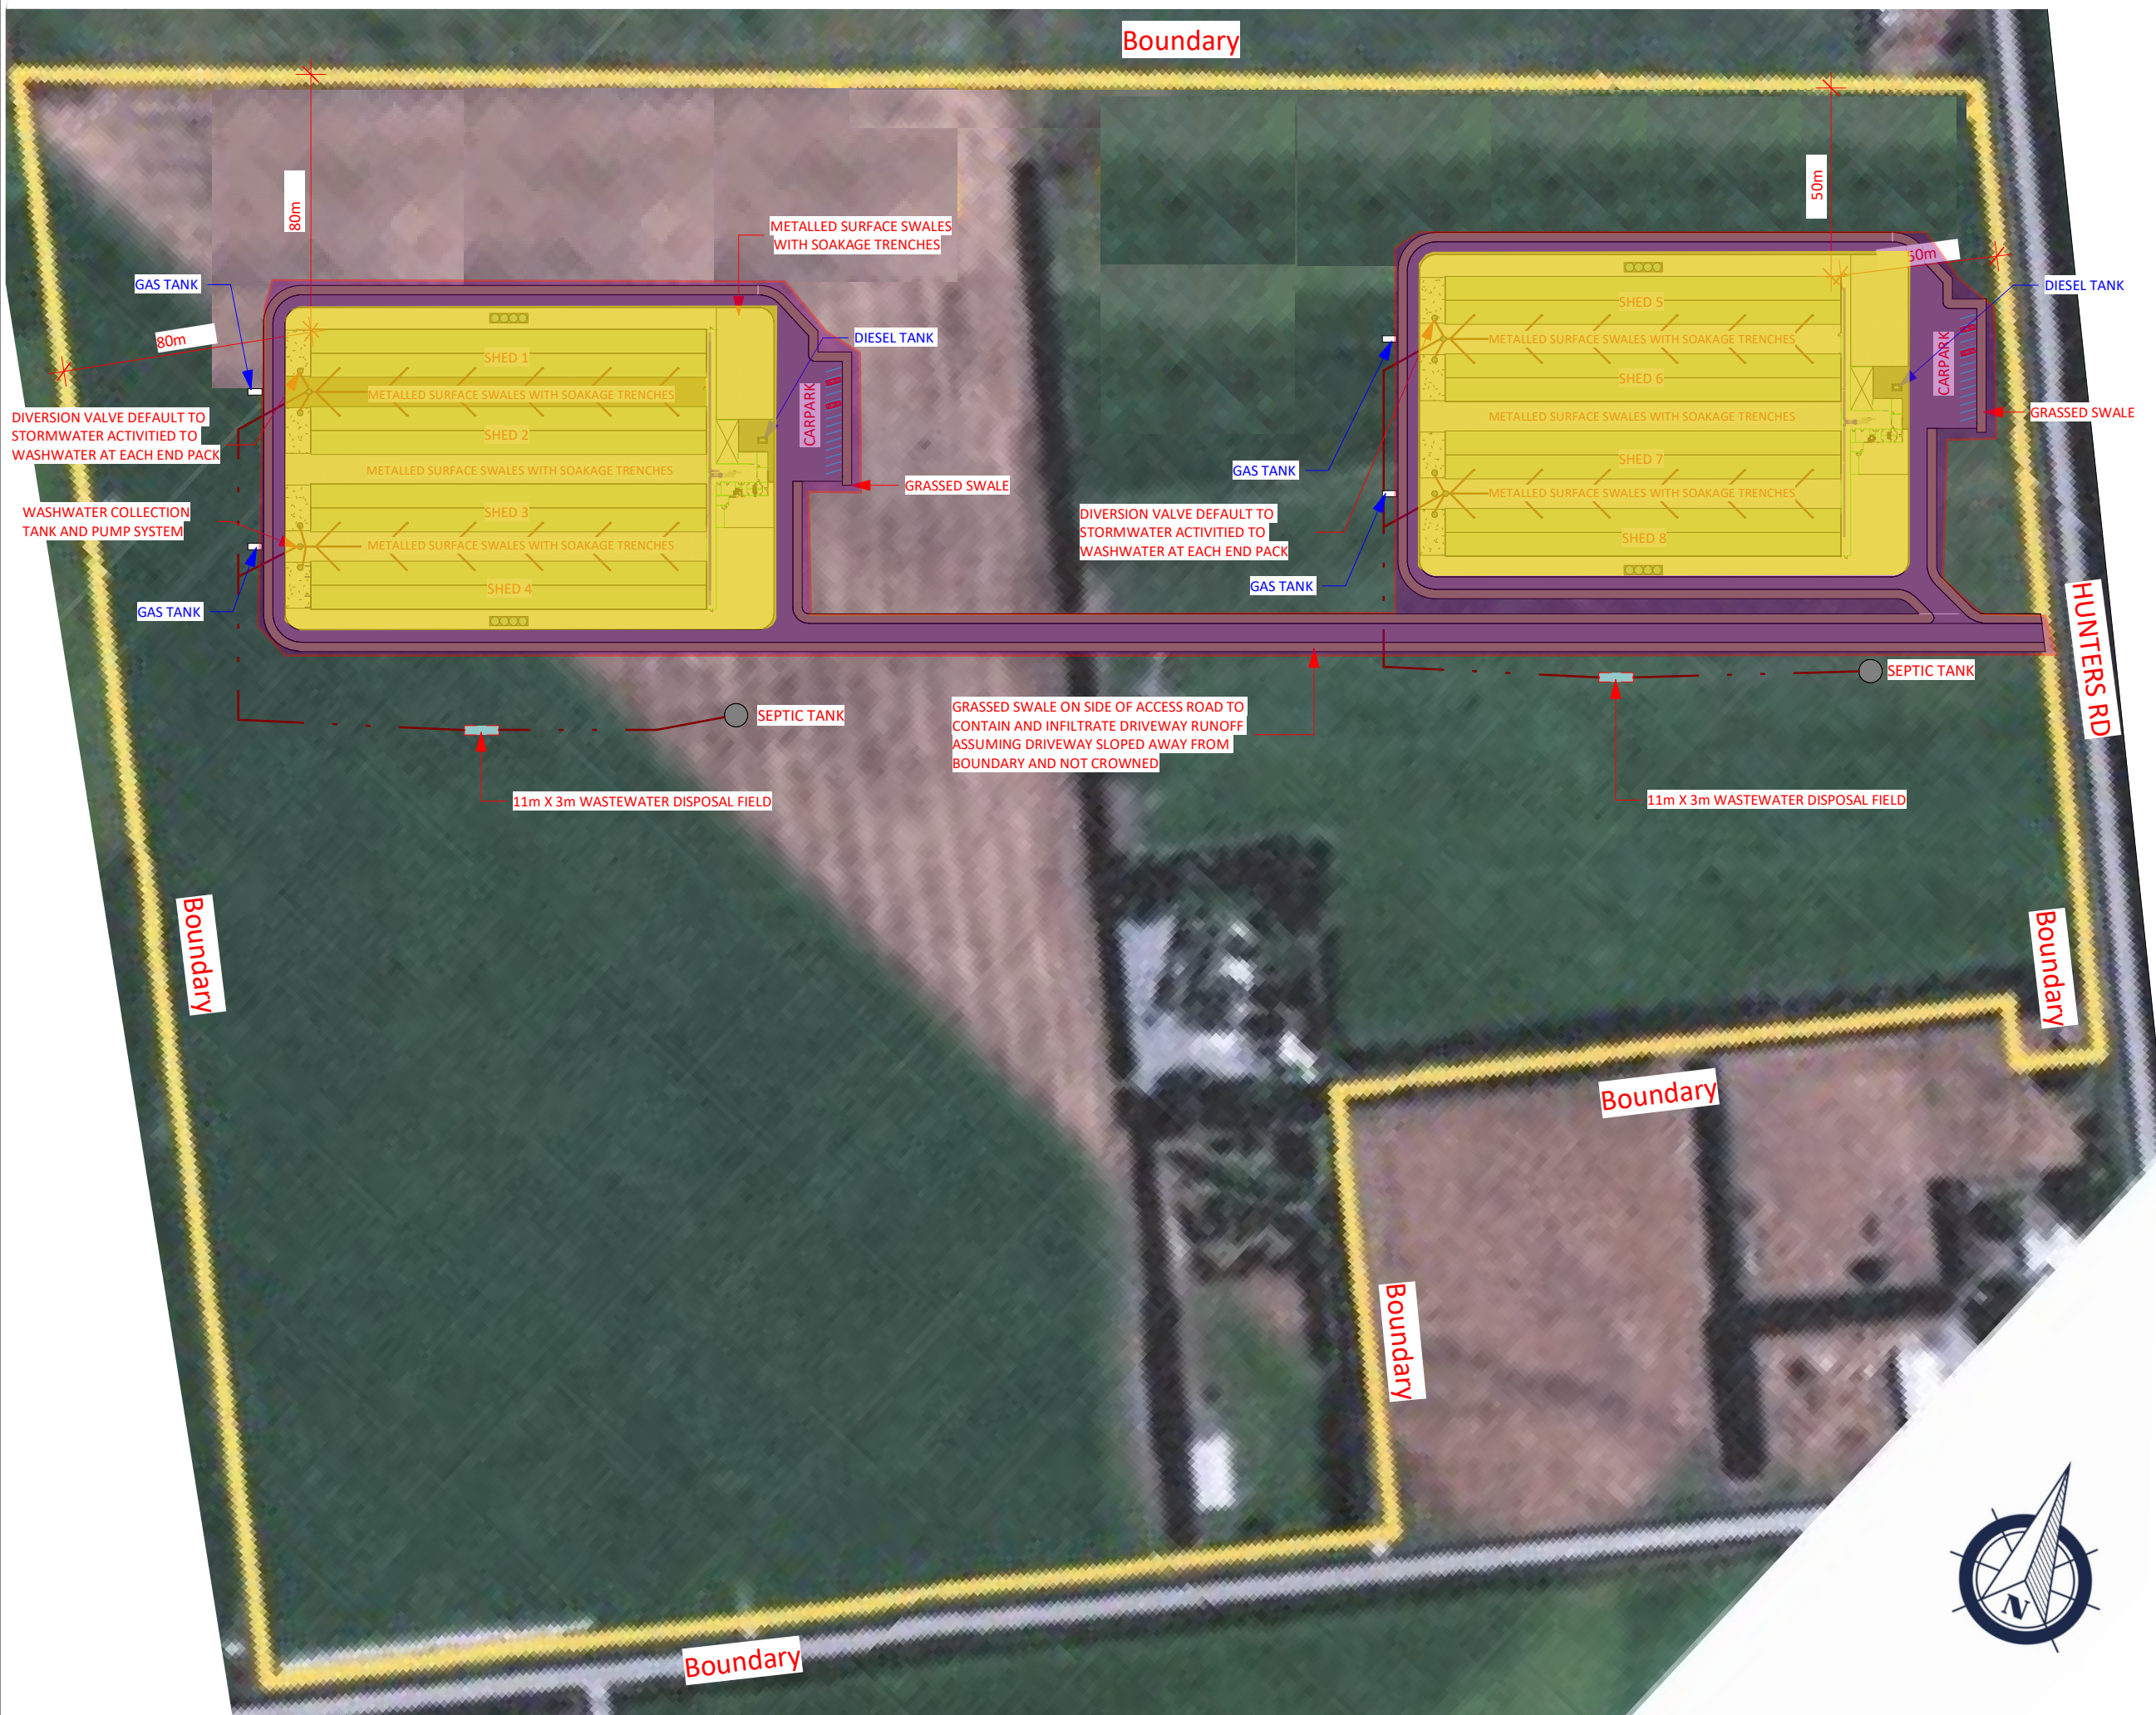 Boundary
80m
50m
METALLED SURFACE SWALES
WITH SOAKAGE TRENCHES
50m
GAS TANK
DIESEL TANK
80m
DIESEL TANK
SHED 1
METALLED SURFACE SWALES WITH SOAKAGE TRENCHES
SHED 2
METALLED SURFACE SWALES WITH SOAKAGE TRENCHES
SHED 3
METALLED SURFACE SWALES WITH SOAKAGE TRENCHES
SHED 4
CARPARK
SHED 5
METALLED SURFACE SWALES WITH SOAKAGE TRENCHES
SHED 6
METALLED SURFACE SWALES WITH SOAKAGE TRENCHES
SHED 7
METALLED SURFACE SWALES WITH SOAKAGE TRENCHES
SHED 8
CARPARK
GRASSED SWALE
DIVERSION VALVE DEFAULT TO
STORMWATER ACTIVITIED TO
WASHWATER AT EACH END PACK
GAS TANK
GRASSED SWALE
WASHWATER COLLECTION
TANK AND PUMP SYSTEM
DIVERSION VALVE DEFAULT TO
STORMWATER ACTIVITIED TO
WASHWATER AT EACH END PACK
GAS TANK
GAS TANK
HUNTERS RD
SEPTIC TANK
SEPTIC TANK
GRASSED SWALE ON SIDE OF ACCESS ROAD TO
CONTAIN AND INFILTRATE DRIVEWAY RUNOFF
ASSUMING DRIVEWAY SLOPED AWAY FROM
BOUNDARY AND NOT CROWNED
11m X 3m WASTEWATER DISPOSAL FIELD
11m X 3m WASTEWATER DISPOSAL FIELD
Boundary
Boundary
Boundary
Boundary
Boundary
N